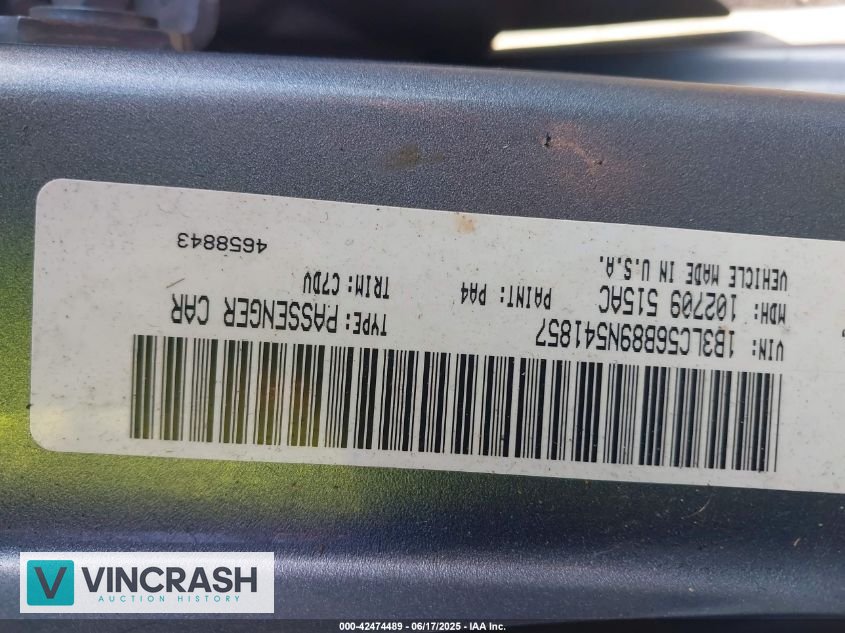 VIN: 1B3LC56B89N541857
TYPE: PASSENGER CAR
MDH: 102709 515AC
PAINT: PA4
TRIM: C7DV
VEHICLE MADE IN U.S.A.
4658843
V VINCRASH
AUCTION HISTORY
000-42474489 - 06/17/2025 - IAA Inc.